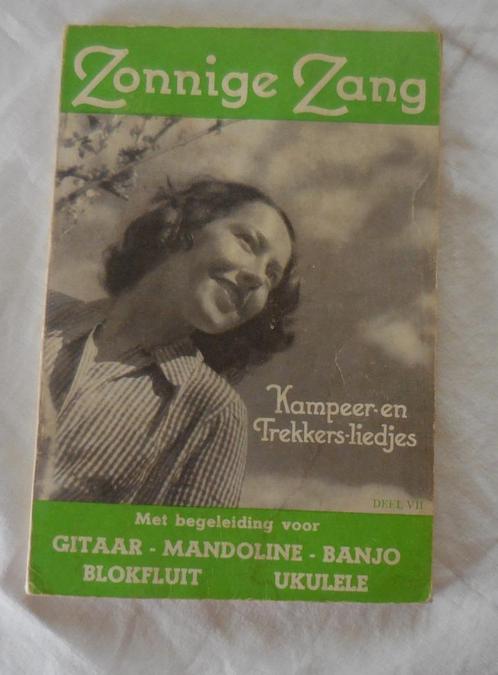 Zonnige Zang
Kampeer- en
Trekkers-liedjes
DEEL VII
Met begeleiding voor
GITAAR - MANDOLINE - BANJO
BLOKFLUIT UKULELE